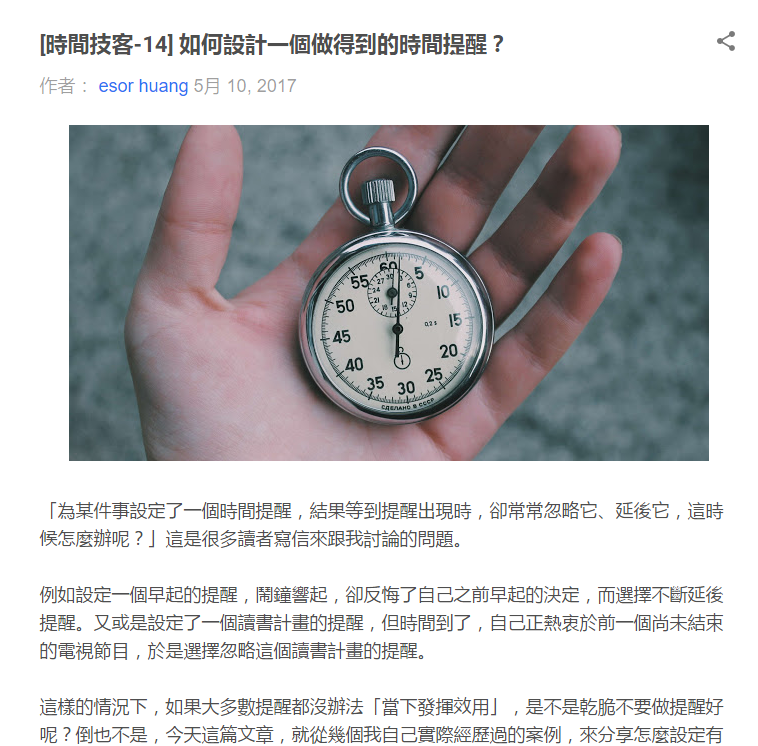 [時間技客-14] 如何設計一個做得到的時間提醒？
作者： esor huang 5月 10, 2017
60
5
10
15
20
25
30
35
40
45
50
55
30
3
6
9
12
15
18
21
24
27
0,2 s
СДЕЛАНО В СССР
「為某件事設定了一個時間提醒，結果等到提醒出現時，卻常常忽略它、延後它，這時
候怎麼辦呢？」這是很多讀者寫信來跟我討論的問題。
例如設定一個早起的提醒，鬧鐘響起，卻反悔了自己之前早起的決定，而選擇不斷延後
提醒。又或是設定了一個讀書計畫的提醒，但時間到了，自己正熱衷於前一個尚未結束
的電視節目，於是選擇忽略這個讀書計畫的提醒。
這樣的情況下，如果大多數提醒都沒辦法「當下發揮效用」，是不是乾脆不要做提醒好
呢？倒也不是，今天這篇文章，就從幾個我自己實際經歷過的案例，來分享怎麼設定有